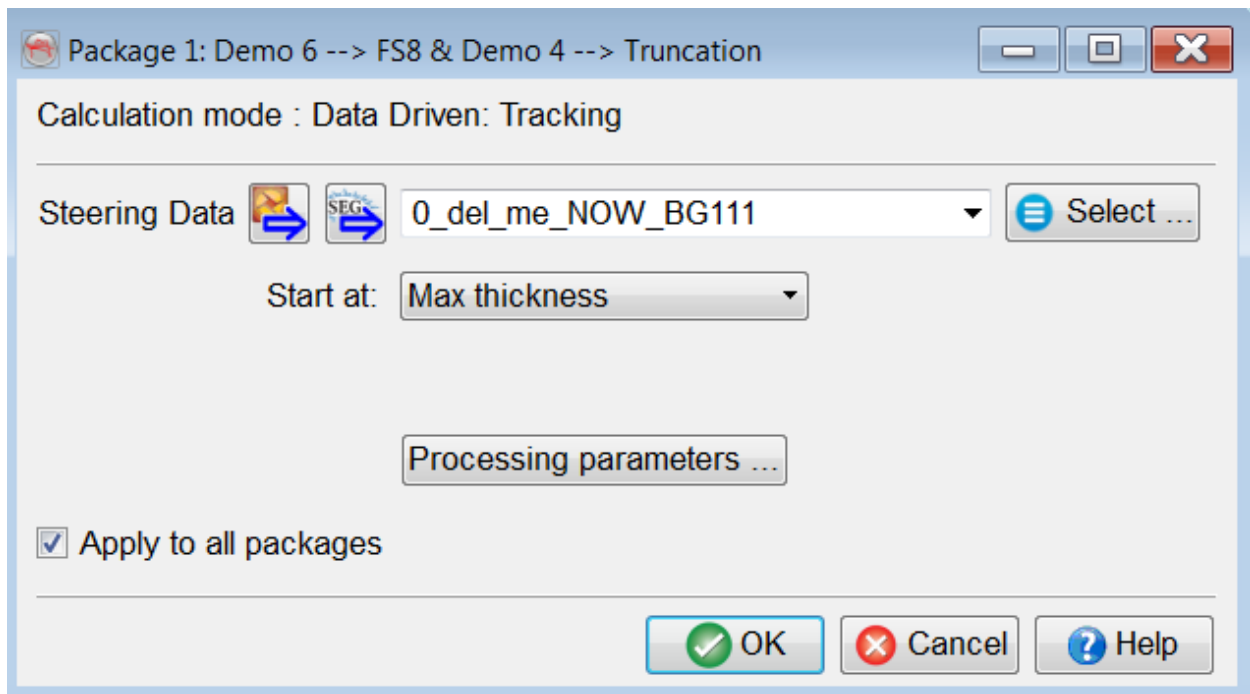 Package 1: Demo 6 --> FS8 & Demo 4 --> Truncation
Calculation mode : Data Driven: Tracking
Steering Data SEG 0_del_me_NOW_BG111 Select ...
Start at: Max thickness
Processing parameters ...
Apply to all packages
OK Cancel Help